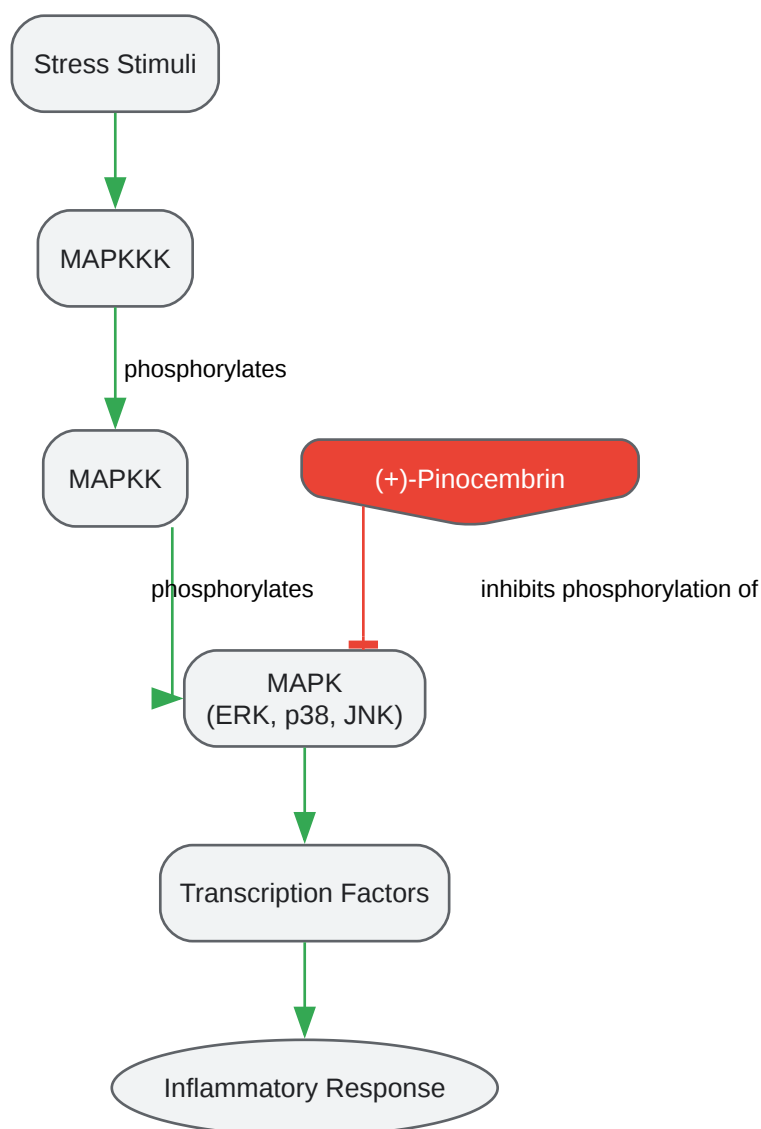 Stress Stimuli
MAPKKK
phosphorylates
MAPKK
(+)-Pinocembrin
phosphorylates
inhibits phosphorylation of
MAPK
(ERK, p38, JNK)
Transcription Factors
Inflammatory Response